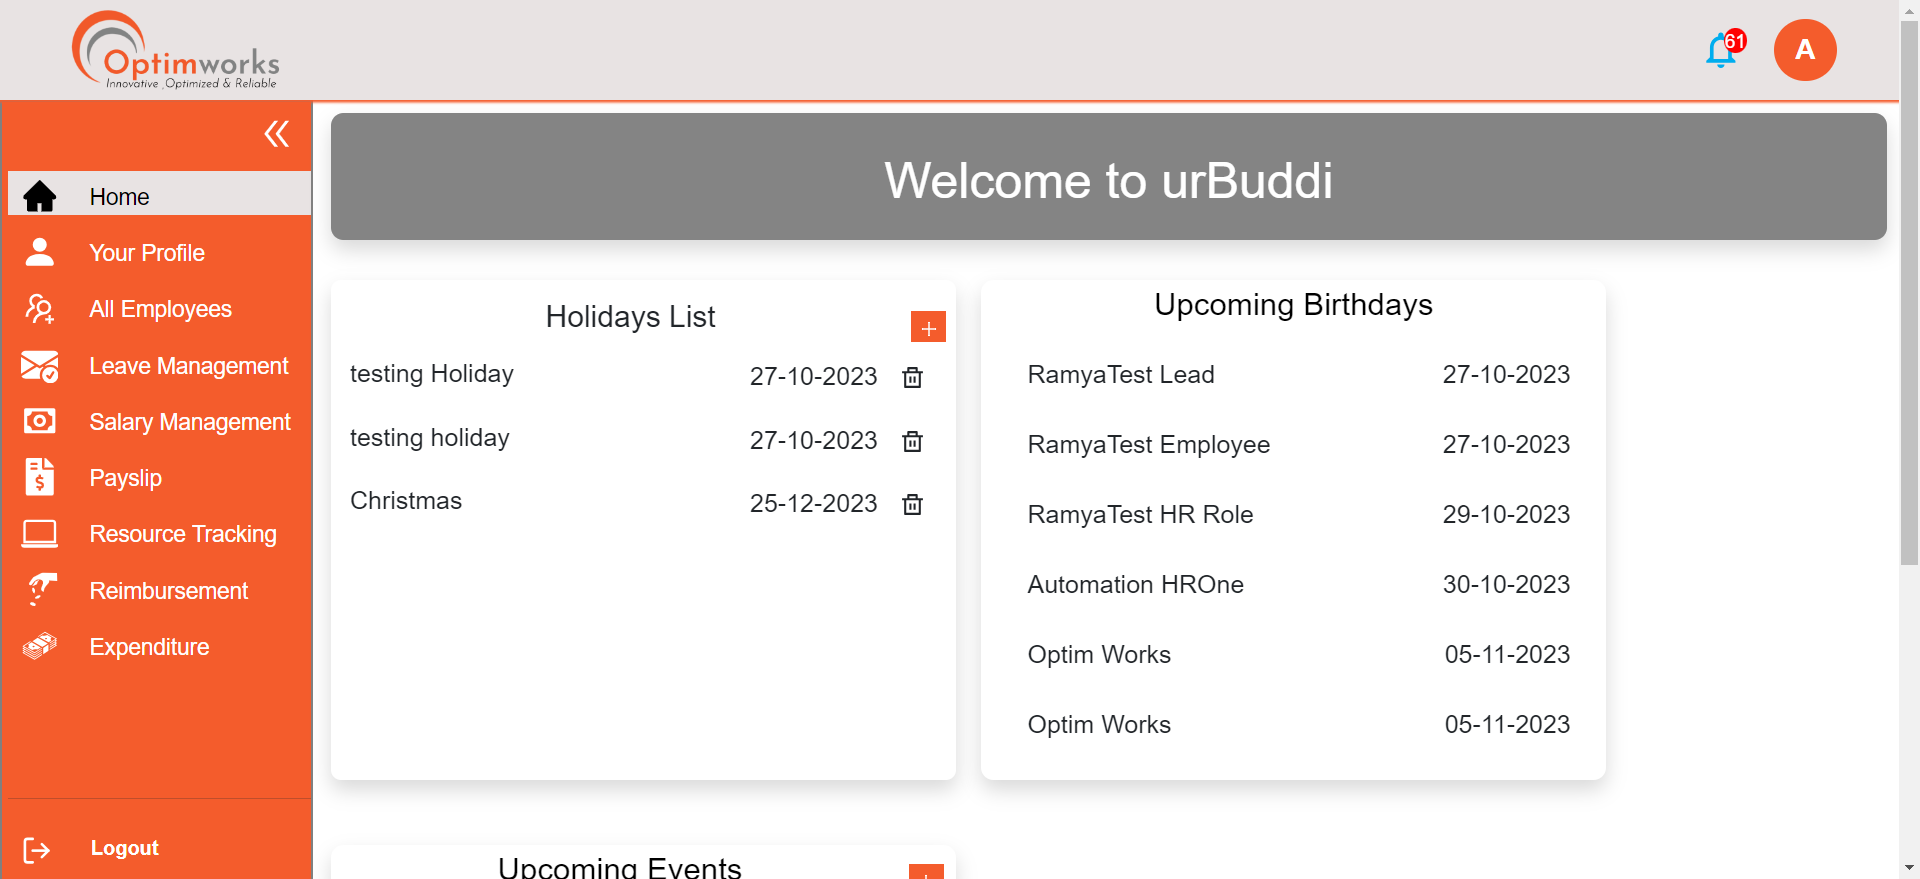 Optimworks
Innovative ,Optimized & Reliable
61
A
Home
Your Profile
All Employees
Leave Management
Salary Management
Payslip
Resource Tracking
Reimbursement
Expenditure
Logout
Welcome to urBuddi
Holidays List
+
testing Holiday 27-10-2023
testing holiday 27-10-2023
Christmas 25-12-2023
Upcoming Birthdays
RamyaTest Lead 27-10-2023
RamyaTest Employee 27-10-2023
RamyaTest HR Role 29-10-2023
Automation HROne 30-10-2023
Optim Works 05-11-2023
Optim Works 05-11-2023
Upcoming Events
+